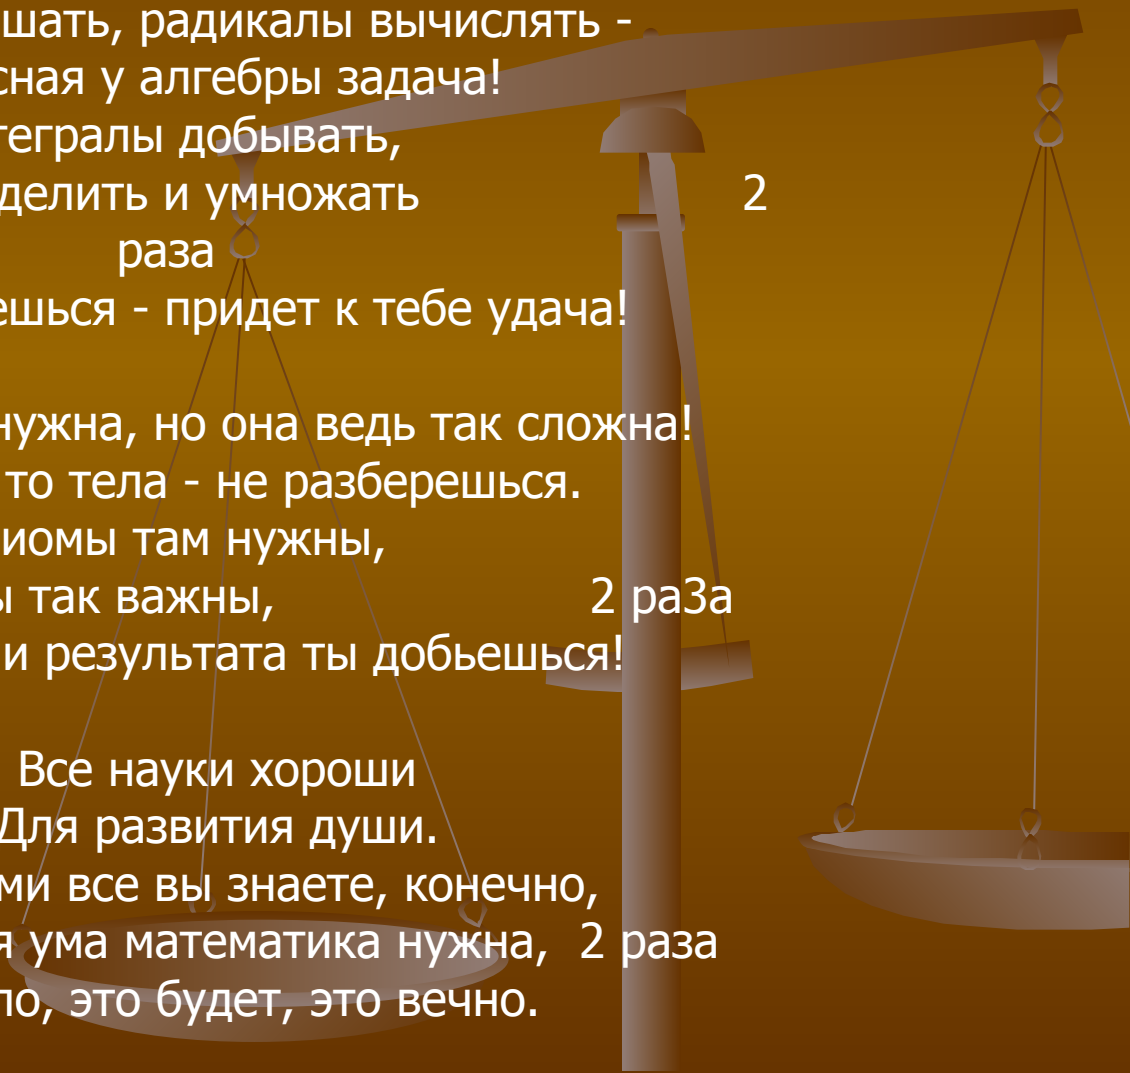 шать, радикалы вычислять -
сная у алгебры задача!
тегралы добывать,
делить и умножать 2
раза
ешься - придет к тебе удача!
нужна, но она ведь так сложна!
то тела - не разберешься.
иомы там нужны,
ы так важны, 2 ра3а
и результата ты добьешься!
Все науки хороши
Для развития души.
ми все вы знаете, конечно,
я ума математика нужна, 2 раза
ло, это будет, это вечно.